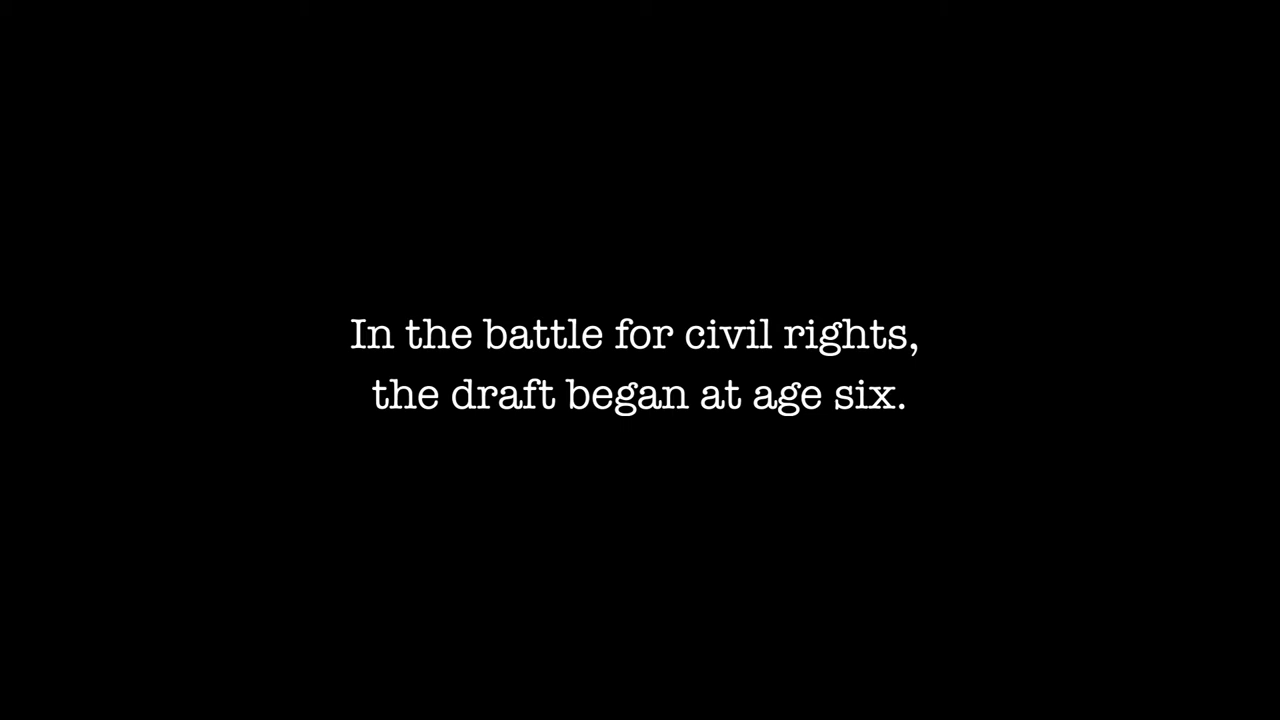 In the battle for civil rights,
the draft began at age six.